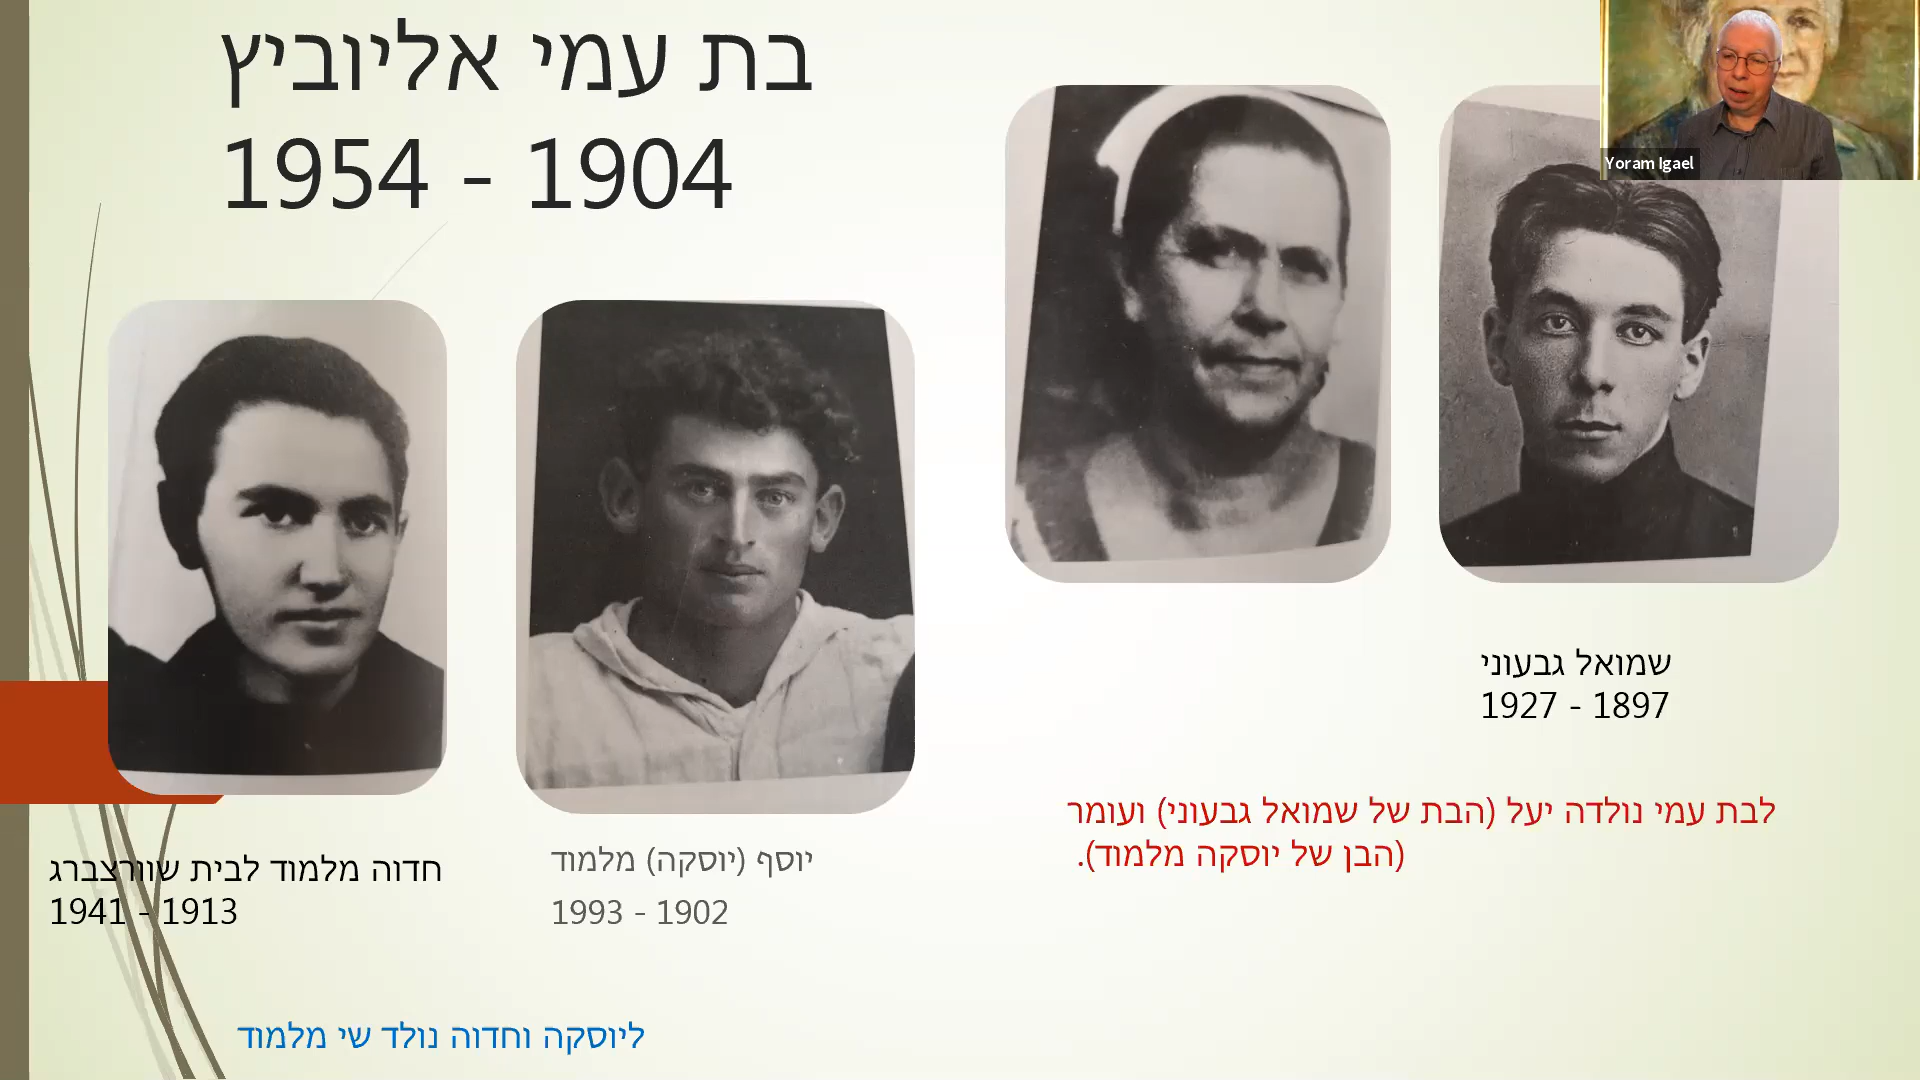 בת עמי אליוביץ
1904 - 1954
Yoram Igael
שמואל גבעוני
1897 - 1927
לבת עמי נולדה יעל (הבת של שמואל גבעוני) ועומר
(הבן של יוסקה מלמוד).
יוסף (יוסקה) מלמוד
1902 - 1993
חדוה מלמוד לבית שוורצברג
1913 - 1941
ליוסקה וחדוה נולד שי מלמוד